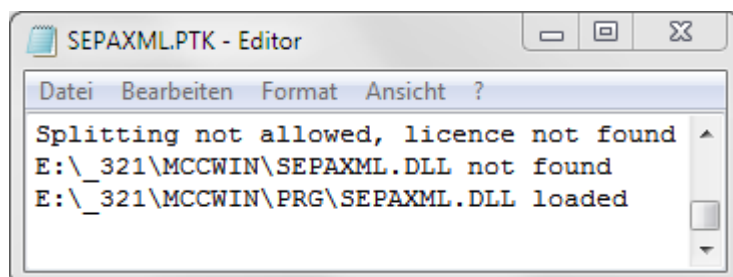 SEPAXML.PTK - Editor
Datei Bearbeiten Format Ansicht ?
Splitting not allowed, licence not found
E:\_321\MCCWIN\SEPAXML.DLL not found
E:\_321\MCCWIN\PRG\SEPAXML.DLL loaded